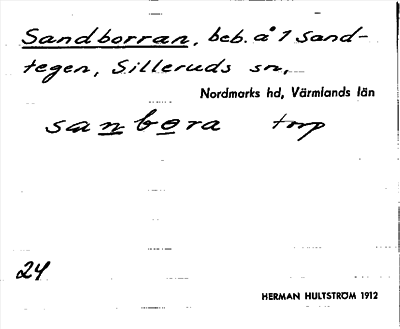 Sandborran, beb. å 1 Sand-
tegen, Silleruds sn,
Nordmarks hd, Värmlands län
sanbora torp
24
HERMAN HULTSTRÖM 1912